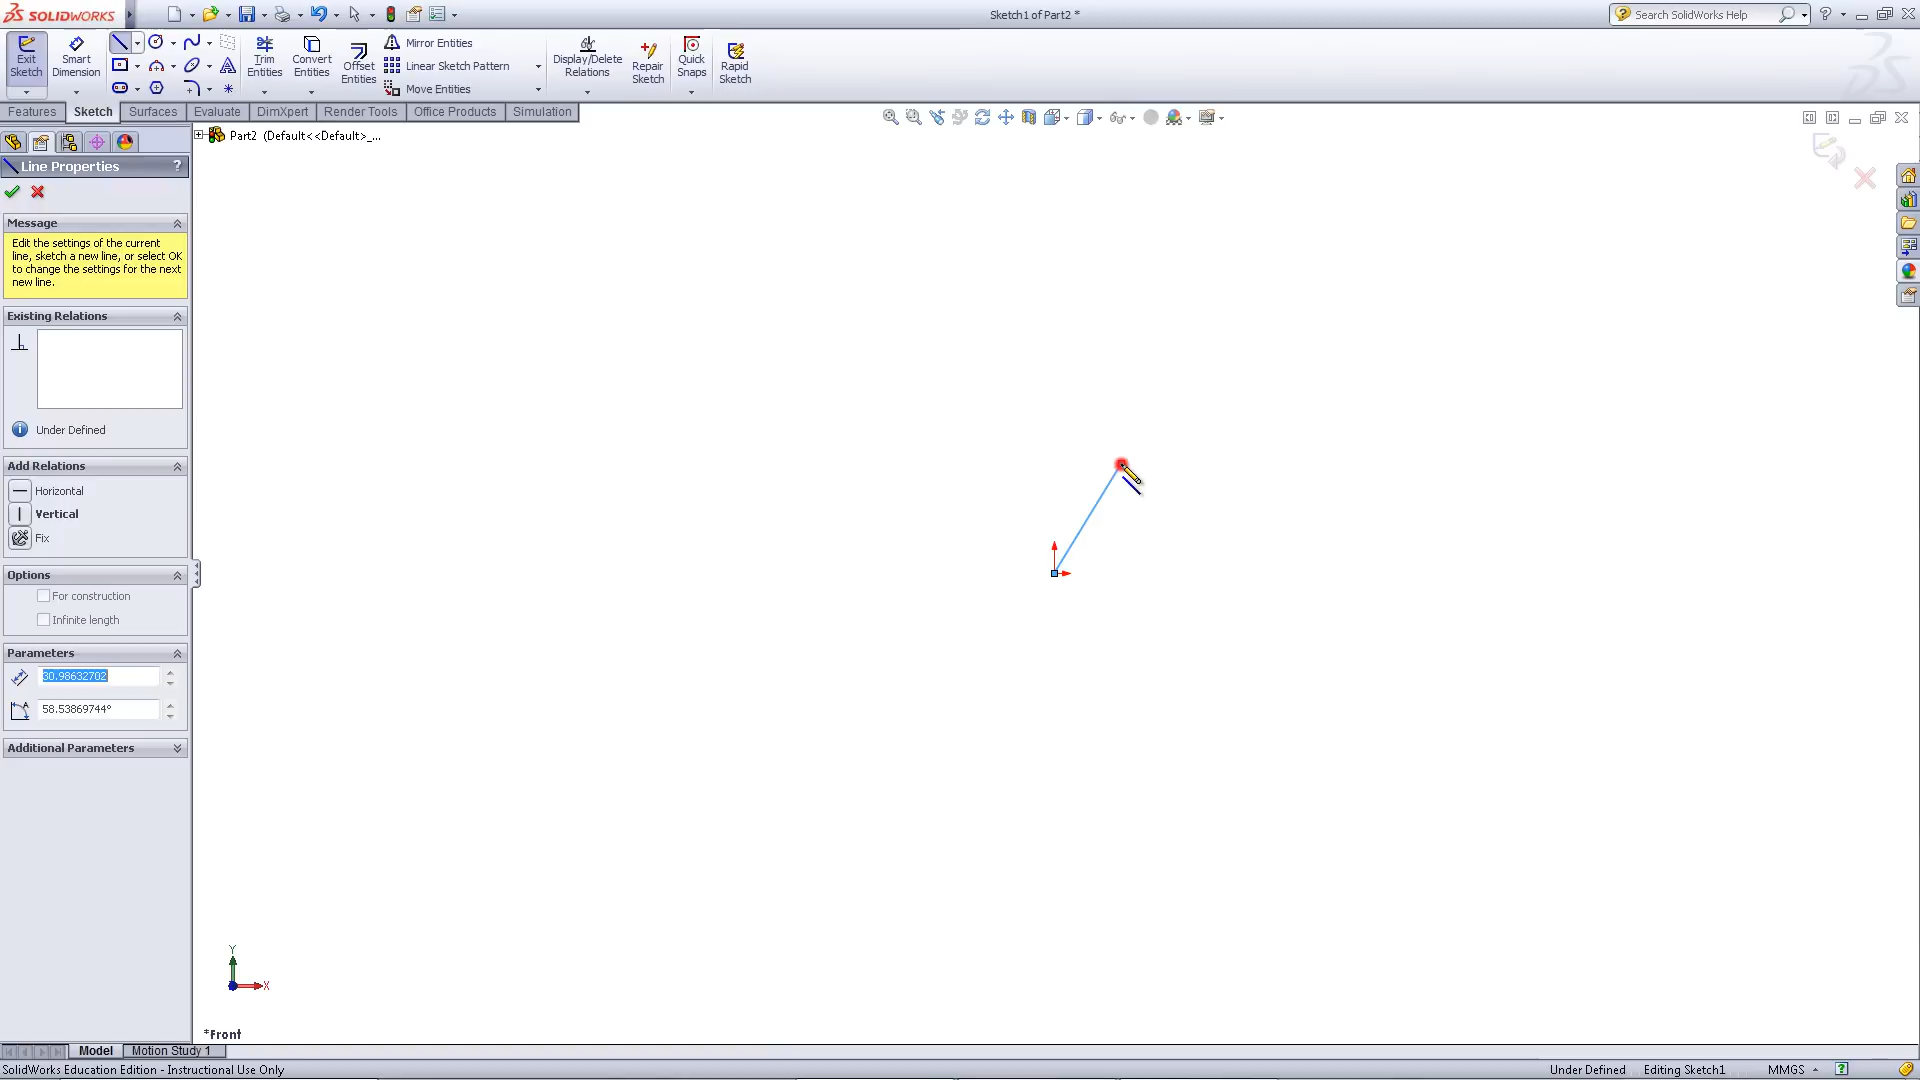 SOLIDWORKS
Sketch1 of Part2 *
Search SolidWorks Help
Exit Sketch
Smart Dimension
Trim Entities
Convert Entities
Offset Entities
Mirror Entities
Linear Sketch Pattern
Move Entities
Display/Delete Relations
Repair Sketch
Quick Snaps
Rapid Sketch
Features
Sketch
Surfaces
Evaluate
DimXpert
Render Tools
Office Products
Simulation
Part2 (Default<<Default>_...
Line Properties
?
Message
Edit the settings of the current
line, sketch a new line, or select OK
to change the settings for the next
new line.
Existing Relations
Under Defined
Add Relations
Horizontal
Vertical
Fix
Options
For construction
Infinite length
Parameters
30.98632702
58.53869744°
Additional Parameters
Y
X
*Front
Model
Motion Study 1
SolidWorks Education Edition - Instructional Use Only
Under Defined
Editing Sketch1
MMGS